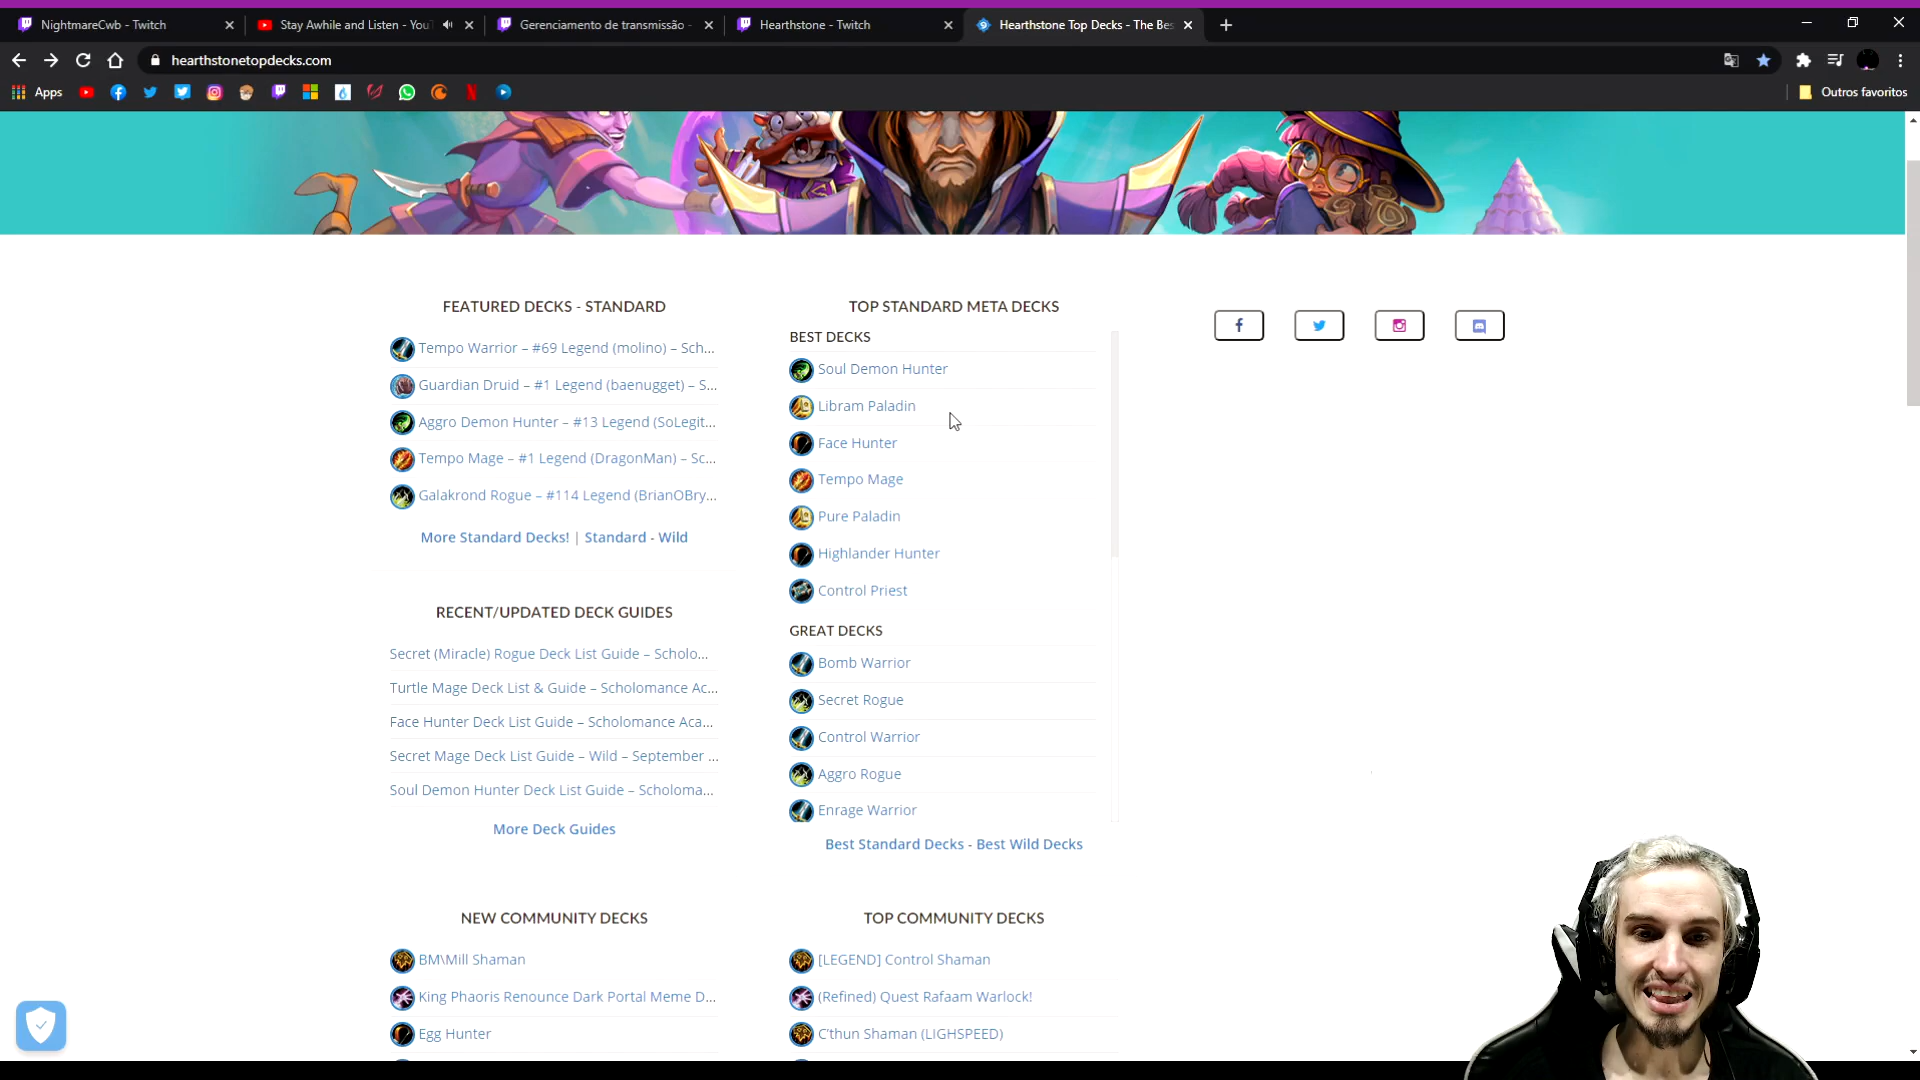 NightmareCwb - Twitch
Stay Awhile and Listen - You
Gerenciamento de transmissão -
Hearthstone - Twitch
Hearthstone Top Decks - The Bes
hearthstonetopdecks.com
Apps
Outros favoritos
FEATURED DECKS - STANDARD
Tempo Warrior – #69 Legend (molino) – Sch...
Guardian Druid – #1 Legend (baenugget) – S...
Aggro Demon Hunter – #13 Legend (SoLegit...
Tempo Mage – #1 Legend (DragonMan) – Sc...
Galakrond Rogue – #114 Legend (BrianOBry...
More Standard Decks! | Standard - Wild
RECENT/UPDATED DECK GUIDES
Secret (Miracle) Rogue Deck List Guide – Scholo...
Turtle Mage Deck List & Guide – Scholomance Ac...
Face Hunter Deck List Guide – Scholomance Aca...
Secret Mage Deck List Guide – Wild – September ...
Soul Demon Hunter Deck List Guide – Scholoma...
More Deck Guides
NEW COMMUNITY DECKS
BM\Mill Shaman
King Phaoris Renounce Dark Portal Meme D...
Egg Hunter
TOP STANDARD META DECKS
BEST DECKS
Soul Demon Hunter
Libram Paladin
Face Hunter
Tempo Mage
Pure Paladin
Highlander Hunter
Control Priest
GREAT DECKS
Bomb Warrior
Secret Rogue
Control Warrior
Aggro Rogue
Enrage Warrior
Best Standard Decks - Best Wild Decks
TOP COMMUNITY DECKS
[LEGEND] Control Shaman
(Refined) Quest Rafaam Warlock!
C'thun Shaman (LIGHSPEED)